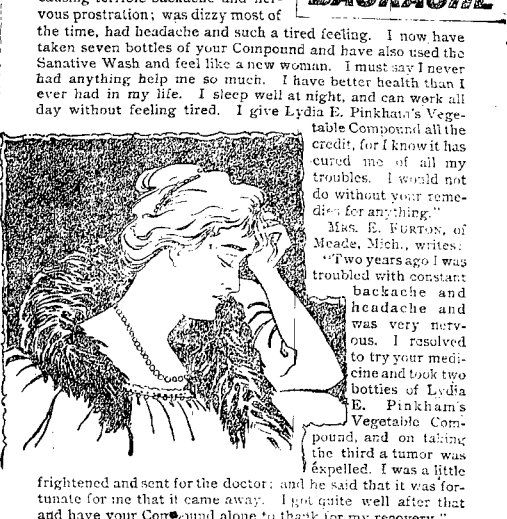 causing terrible backache and ner-
BACKACHE
vous prostration; was dizzy most of
the time, had headache and such a tired feeling. I now have
taken seven bottles of your Compound and have also used the
Sanative Wash and feel like a new woman. I must say I never
had anything help me so much. I have better health than I
ever had in my life. I sleep well at night, and can work all
day without feeling tired. I give Lydia E. Pinkham's Vege-
table Compound all the
credit, for I know it has
cured me of all my
troubles. I would not
do without your reme-
dies for anything."
MRS. E. FURTON, of
Meade, Mich., writes:
"Two years ago I was
troubled with constant
backache and
headache and
was very nerv-
ous. I resolved
to try your medi-
cine and took two
bottles of Lydia
E. Pinkham's
Vegetable Com-
pound, and on taking
the third a tumor was
expelled. I was a little
frightened and sent for the doctor; and he said that it was for-
tunate for me that it came away. I got quite well after that
and have your Compound alone to thank for my recovery."